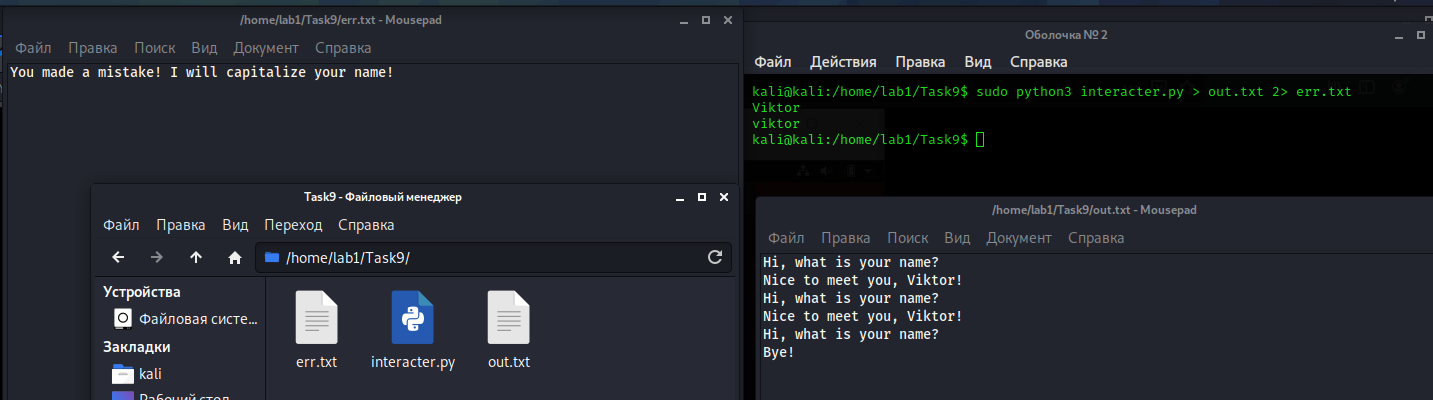 /home/lab1/Task9/err.txt - Mousepad
Файл Правка Поиск Вид Документ Справка
You made a mistake! I will capitalize your name!
Оболочка № 2
Файл Действия Правка Вид Справка
kali@kali:/home/lab1/Task9$ sudo python3 interacter.py > out.txt 2> err.txt
Viktor
viktor
kali@kali:/home/lab1/Task9$
Task9 - Файловый менеджер
Файл Правка Вид Переход Справка
/home/lab1/Task9/
Устройства
Файловая систе...
Закладки
kali
Рабочий стол
err.txt
interacter.py
out.txt
/home/lab1/Task9/out.txt - Mousepad
Файл Правка Поиск Вид Документ Справка
Hi, what is your name?
Nice to meet you, Viktor!
Hi, what is your name?
Nice to meet you, Viktor!
Hi, what is your name?
Bye!